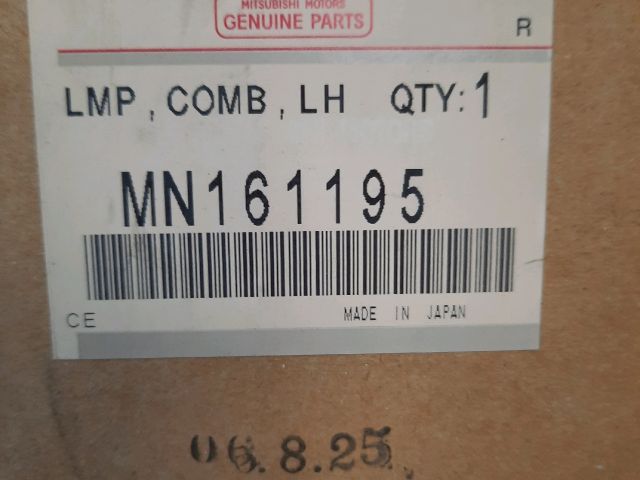 MITSUBISHI MOTORS
GENUINE PARTS
R
LMP, COMB, LH QTY: 1
MN161195
CE
MADE IN JAPAN
06.8.25